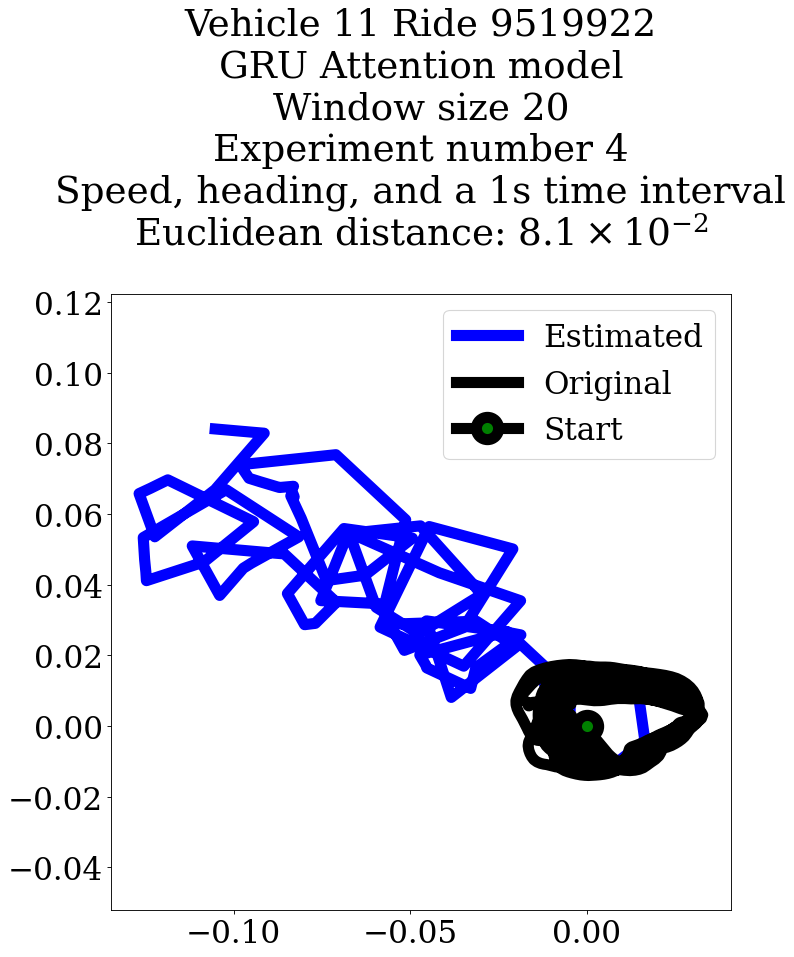 Vehicle 11 Ride 9519922
GRU Attention model
Window size 20
Experiment number 4
Speed, heading, and a 1s time interval
Euclidean distance: 8.1 × 10⁻²
0.12
0.10
0.08
0.06
0.04
0.02
0.00
−0.02
−0.04
Estimated
Original
Start
−0.10
−0.05
0.00